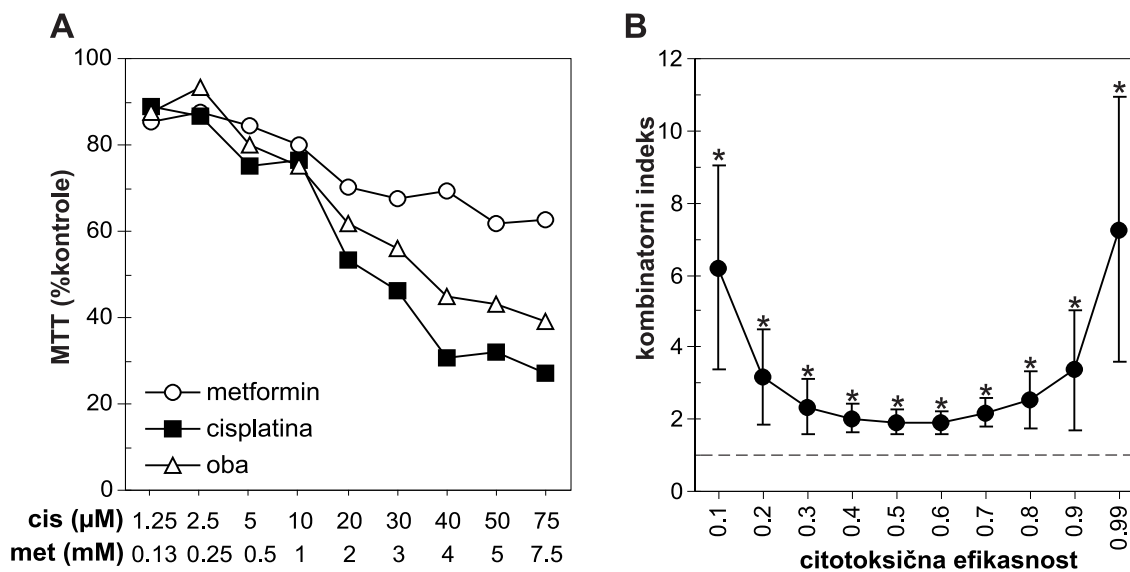 A
MTT (%kontrole)
100
80
60
40
20
0
metformin
cisplatina
oba
cis (µM) 1.25 2.5 5 10 20 30 40 50 75
met (mM) 0.13 0.25 0.5 1 2 3 4 5 7.5
B
kombinatorni indeks
12
10
8
6
4
2
0
* * * * * * * * * *
0.1 0.2 0.3 0.4 0.5 0.6 0.7 0.8 0.9 0.99
citotoksična efikasnost